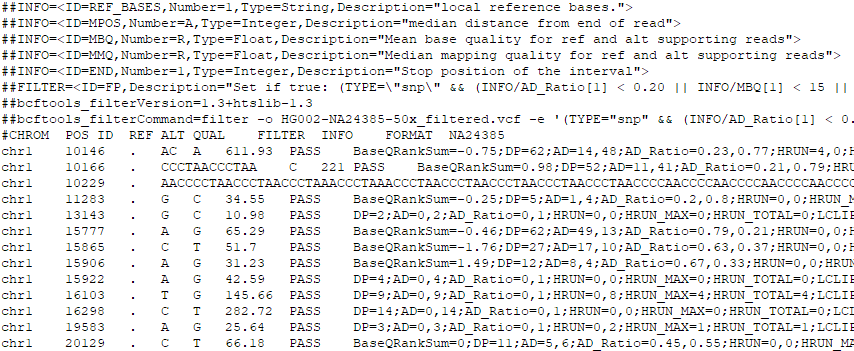 ##INFO=<ID=REF_BASES,Number=1,Type=String,Description="local reference bases.">
##INFO=<ID=MPOS,Number=A,Type=Integer,Description="median distance from end of read">
##INFO=<ID=MBQ,Number=R,Type=Float,Description="Mean base quality for ref and alt supporting reads">
##INFO=<ID=MMQ,Number=R,Type=Float,Description="Median mapping quality for ref and alt supporting reads">
##INFO=<ID=END,Number=1,Type=Integer,Description="Stop position of the interval">
##FILTER=<ID=FP,Description="Set if true: (TYPE=\"snp\" && (INFO/AD_Ratio[1] < 0.20 || INFO/MBQ[1] < 15 ||
##bcftools_filterVersion=1.3+htslib-1.3
##bcftools_filterCommand=filter -o HG002-NA24385-50x_filtered.vcf -e '(TYPE="snp" && (INFO/AD_Ratio[1] < 0.
#CHROM POS ID REF ALT QUAL FILTER INFO FORMAT NA24385
chr1 10146 . AC A 611.93 PASS BaseQRankSum=-0.75;DP=62;AD=14,48;AD_Ratio=0.23,0.77;HRUN=4,0;H
chr1 10166 . CCCTAACCCTAA C 221 PASS BaseQRankSum=0.98;DP=52;AD=11,41;AD_Ratio=0.21,0.79;HRU
chr1 10229 . AACCCCTAACCCTAACCCTAAACCCTAAACCCTAACCCTAACCCTAACCCTAACCCTAACCCCAACCCCAACCCCAACCCCAACCCC
chr1 11283 . G C 34.55 PASS BaseQRankSum=-0.25;DP=5;AD=1,4;AD_Ratio=0.2,0.8;HRUN=0,0;HRUN_M
chr1 13143 . G C 10.98 PASS DP=2;AD=0,2;AD_Ratio=0,1;HRUN=0,0;HRUN_MAX=0;HRUN_TOTAL=0;LCLIE
chr1 15777 . A G 65.29 PASS BaseQRankSum=-0.46;DP=62;AD=49,13;AD_Ratio=0.79,0.21;HRUN=0,0;H
chr1 15865 . C T 51.7 PASS BaseQRankSum=-1.76;DP=27;AD=17,10;AD_Ratio=0.63,0.37;HRUN=0,0;H
chr1 15906 . A G 31.23 PASS BaseQRankSum=1.49;DP=12;AD=8,4;AD_Ratio=0.67,0.33;HRUN=0,0;HRUN
chr1 15922 . A G 42.59 PASS DP=4;AD=0,4;AD_Ratio=0,1;HRUN=0,0;HRUN_MAX=0;HRUN_TOTAL=0;LCLIE
chr1 16103 . T G 145.66 PASS DP=9;AD=0,9;AD_Ratio=0,1;HRUN=0,8;HRUN_MAX=4;HRUN_TOTAL=4;LCLIE
chr1 16298 . C T 282.72 PASS DP=14;AD=0,14;AD_Ratio=0,1;HRUN=0,0;HRUN_MAX=0;HRUN_TOTAL=0;LCL
chr1 19583 . A G 25.64 PASS DP=3;AD=0,3;AD_Ratio=0,1;HRUN=0,2;HRUN_MAX=1;HRUN_TOTAL=1;LCLIE
chr1 20129 . C T 66.18 PASS BaseQRankSum=0;DP=11;AD=5,6;AD_Ratio=0.45,0.55;HRUN=0,0;HRUN_MA